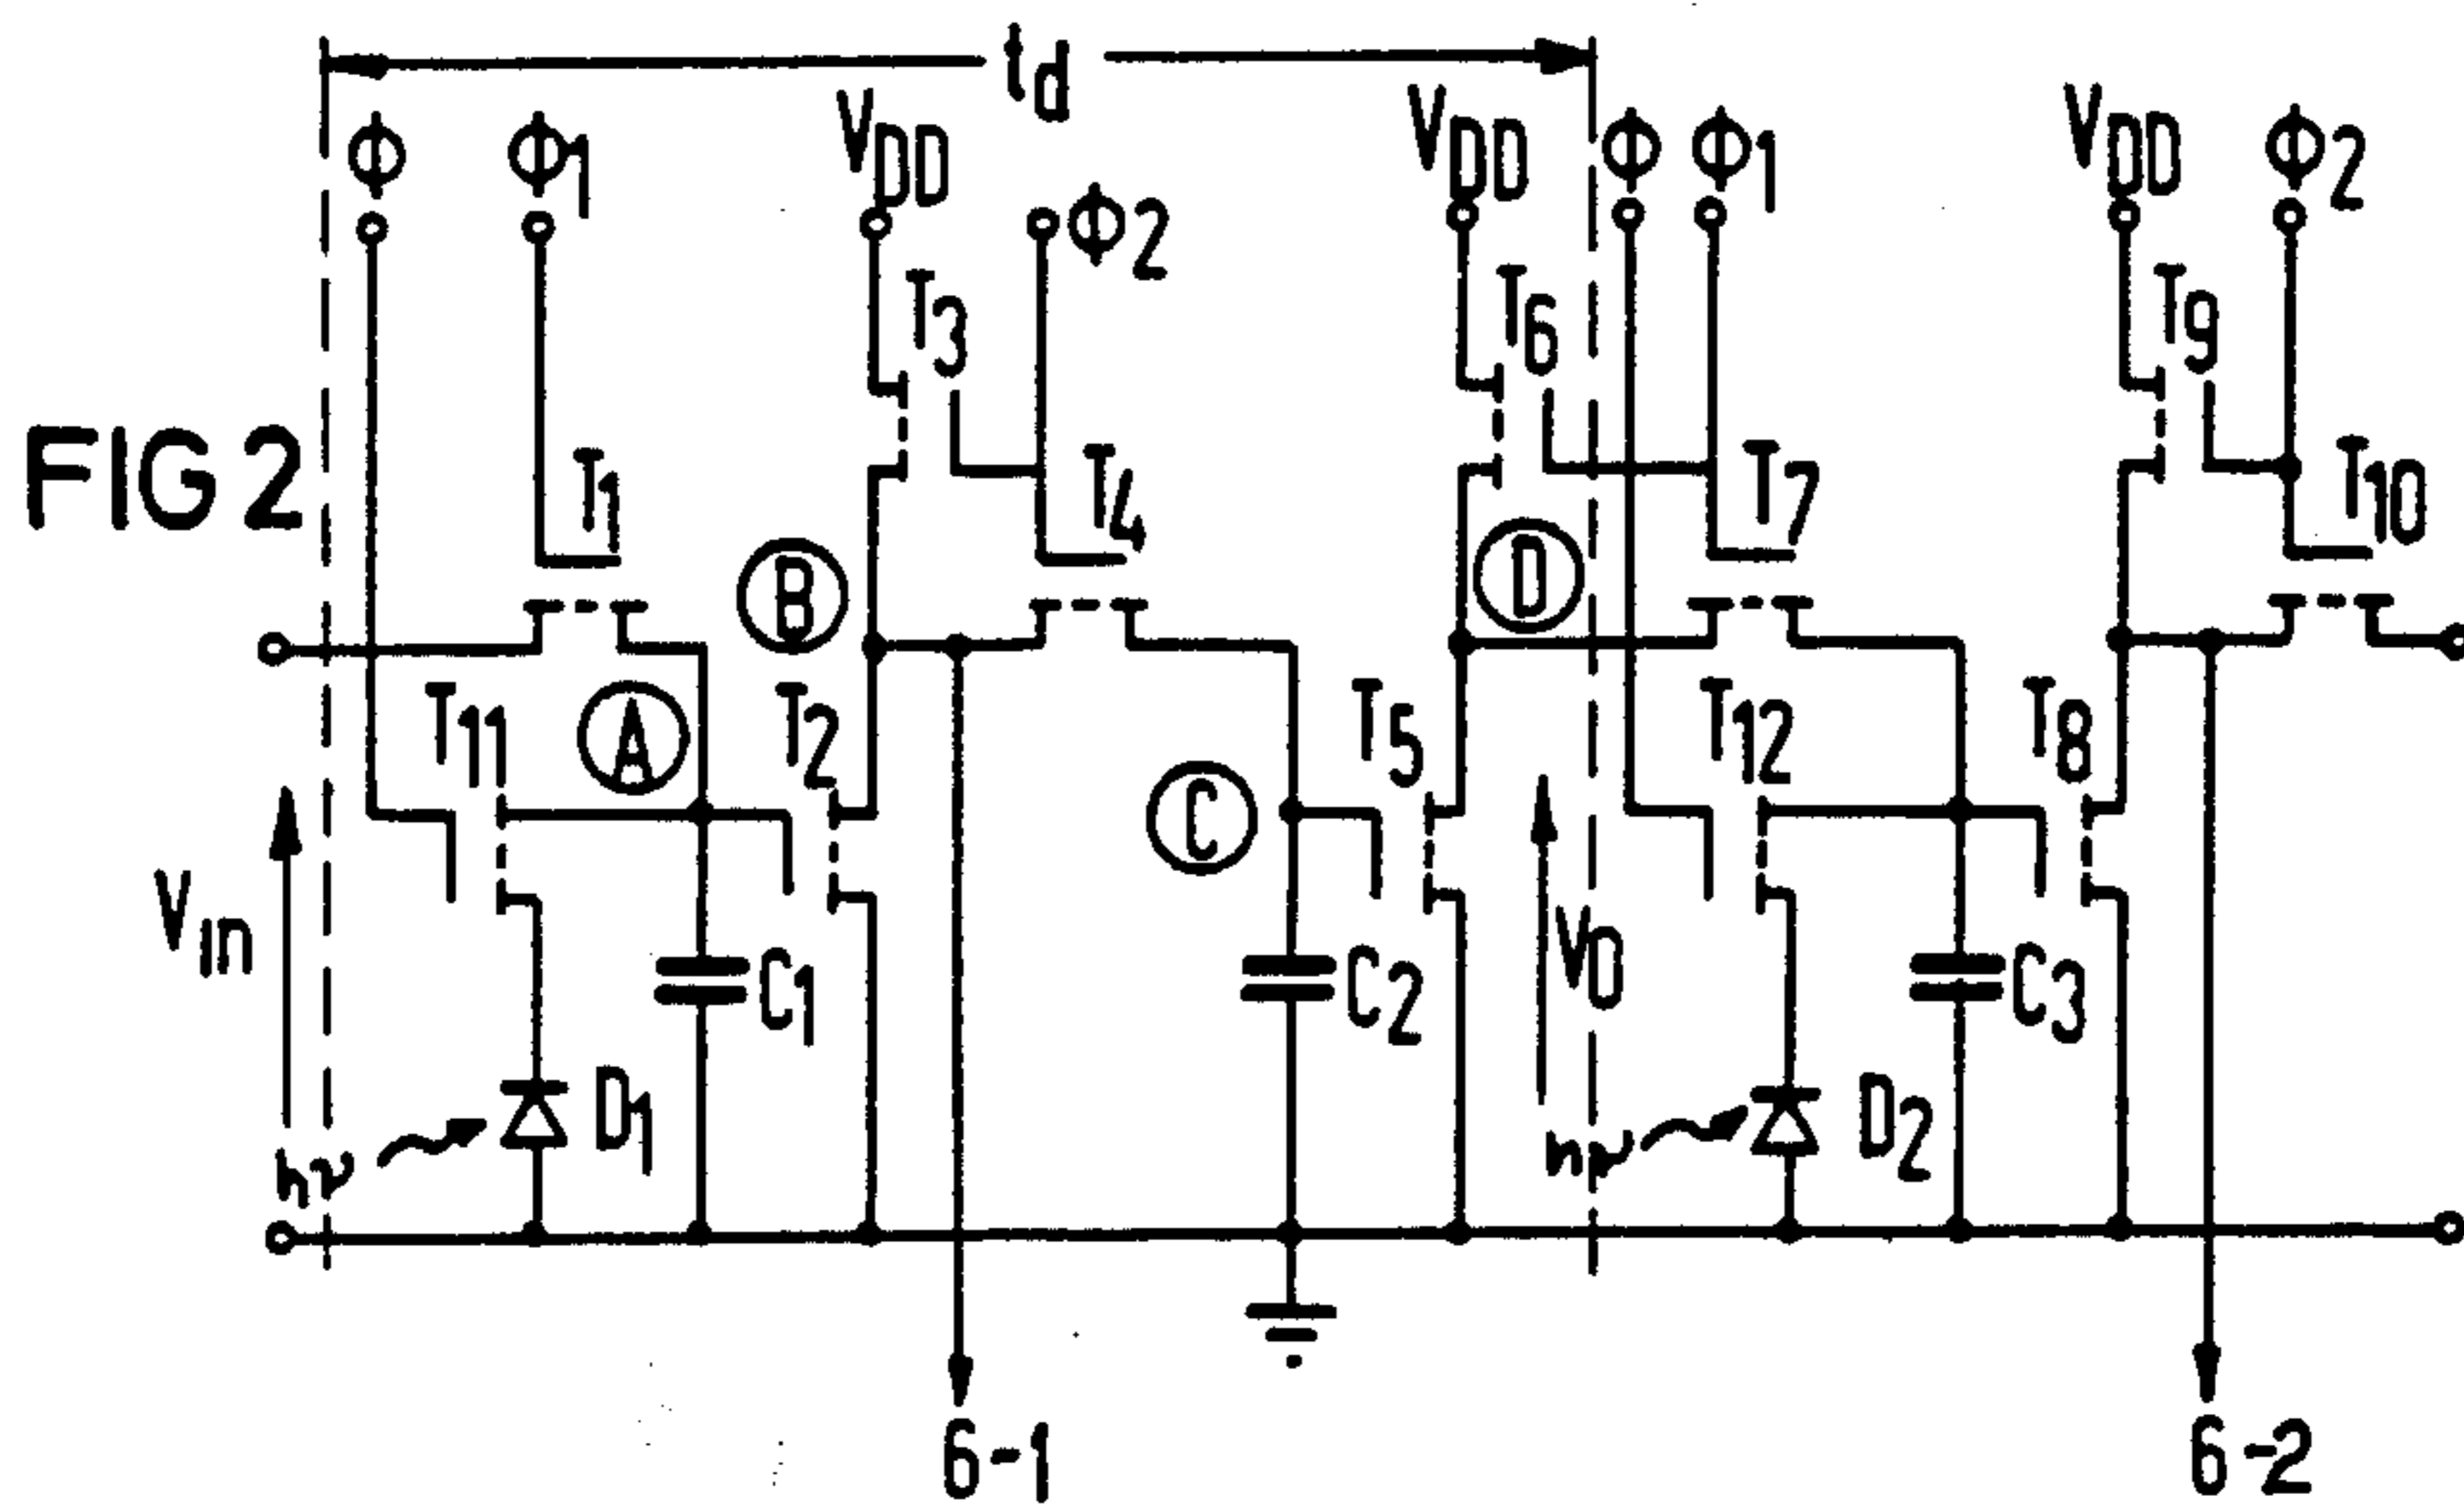 td
ϕ ϕ1 VDD ϕ2 VDD ϕ ϕ1 VDD ϕ2
T3 T6 T9
FIG 2 T1 T4 T7 T10
B D
T11 A T2 T5 T12 T8
C
Vin C1 C2 VO C3
hν D1 hν D2
6-1 6-2